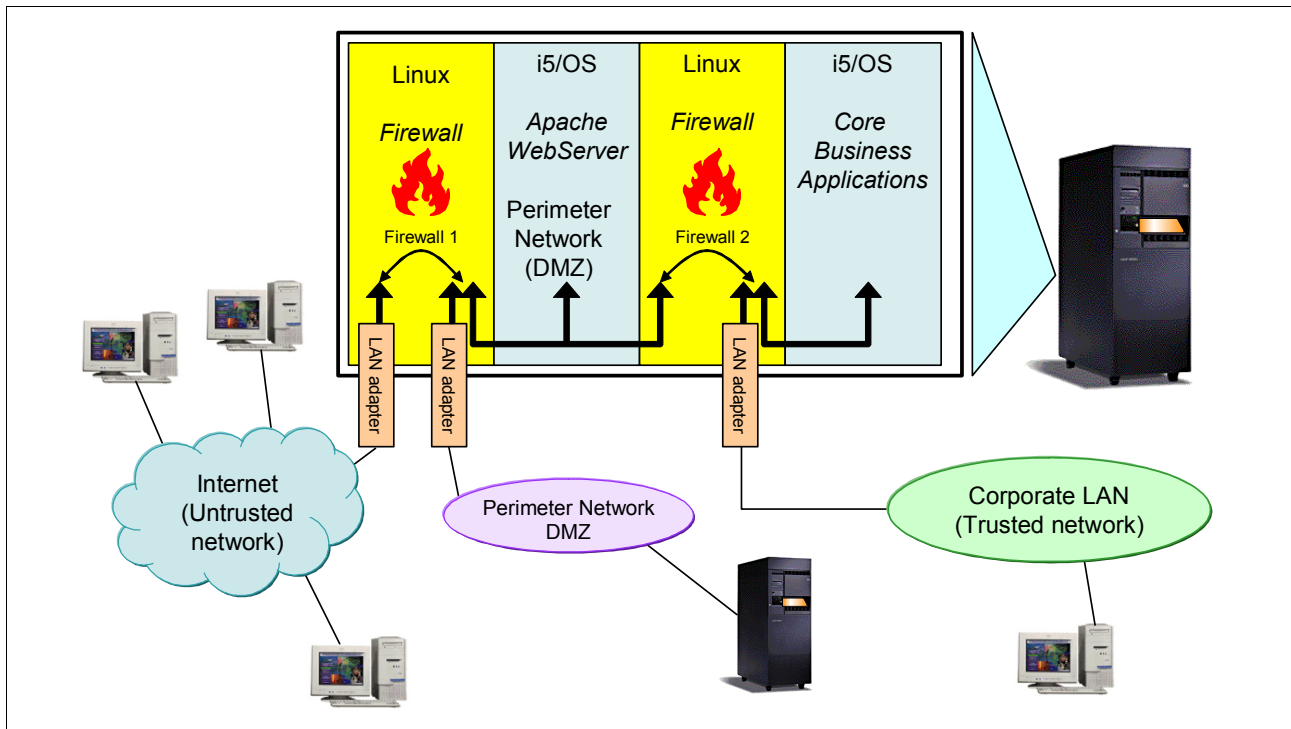 Linux
Firewall
Firewall 1
i5/OS
Apache
WebServer
Perimeter
Network
(DMZ)
Linux
Firewall
Firewall 2
i5/OS
Core
Business
Applications
LAN adapter
LAN adapter
LAN adapter
Internet
(Untrusted
network)
Perimeter Network
DMZ
Corporate LAN
(Trusted network)